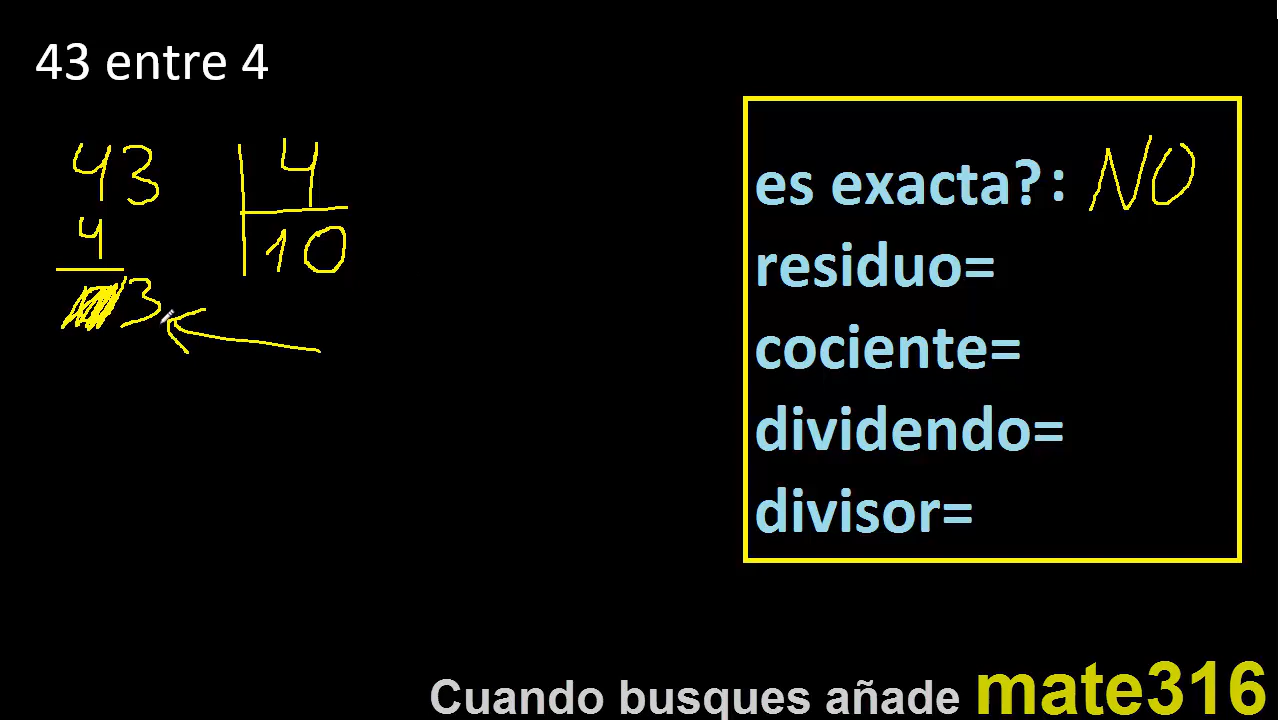 43 entre 4
43 4
4 10
3
es exacta?: NO
residuo=
cociente=
dividendo=
divisor=
Cuando busques añade mate316